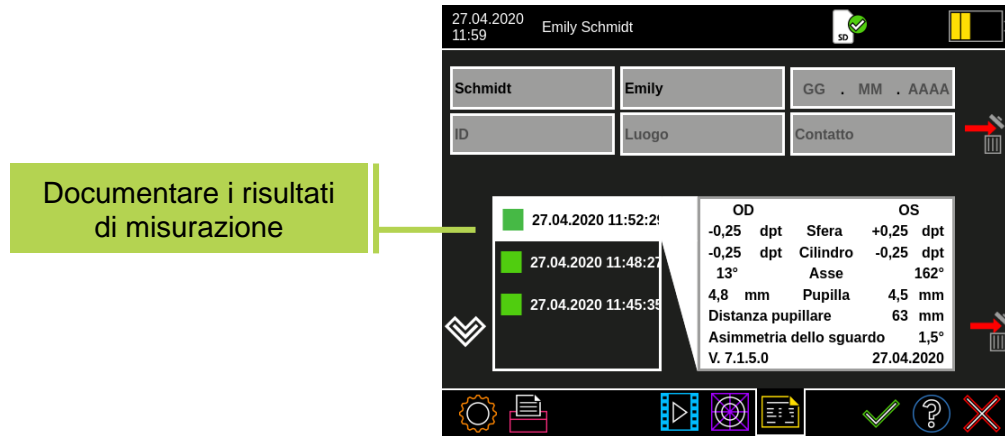 27.04.2020
11:59
Emily Schmidt
SD
Schmidt
Emily
GG . MM . AAAA
ID
Luogo
Contatto
Documentare i risultati
di misurazione
27.04.2020 11:52:29
27.04.2020 11:48:27
27.04.2020 11:45:35
OD OS
-0,25 dpt Sfera +0,25 dpt
-0,25 dpt Cilindro -0,25 dpt
13° Asse 162°
4,8 mm Pupilla 4,5 mm
Distanza pupillare 63 mm
Asimmetria dello sguardo 1,5°
V. 7.1.5.0 27.04.2020
?